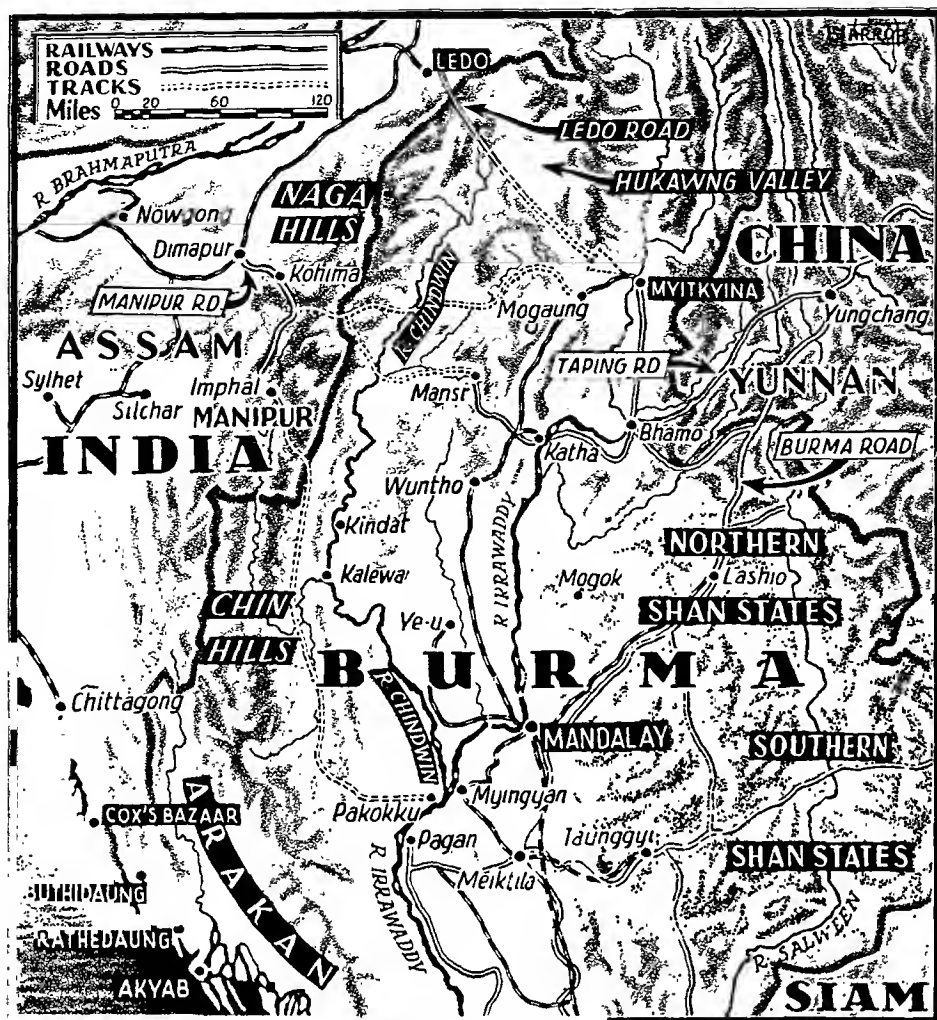 RAILWAYS
ROADS
TRACKS
Miles 0 20 60 120
LEDO
LEDO ROAD
HUKAWNG VALLEY
R. BRAHMAPUTRA
NAGA
HILLS
Nowgong
Dimapur
Kohima
CHINA
MANIPUR RD
R. CHINDWIN
Mogaung
MYITKYINA
Yungchang
ASSAM
TAPING RD
YUNNAN
Sylhet
Silchar
Imphal
MANIPUR
Mansi
INDIA
Katha
Bhamo
BURMA ROAD
Wuntho
R IRRAWADDY
Kindat
NORTHERN
Kalewa
Mogok
Lashio
CHIN
HILLS
Ye-u
SHAN STATES
BURMA
Chittagong
R. CHINDWIN
MANDALAY
SOUTHERN
ARAKAN
COX'S BAZAAR
Pakokku
Myingyan
Pagan
Taunggyi
Meiktila
SHAN STATES
BUTHIDAUNG
R IRRAWADDY
RATHEDAUNG
AKYAB
R. SALWEEN
SIAM